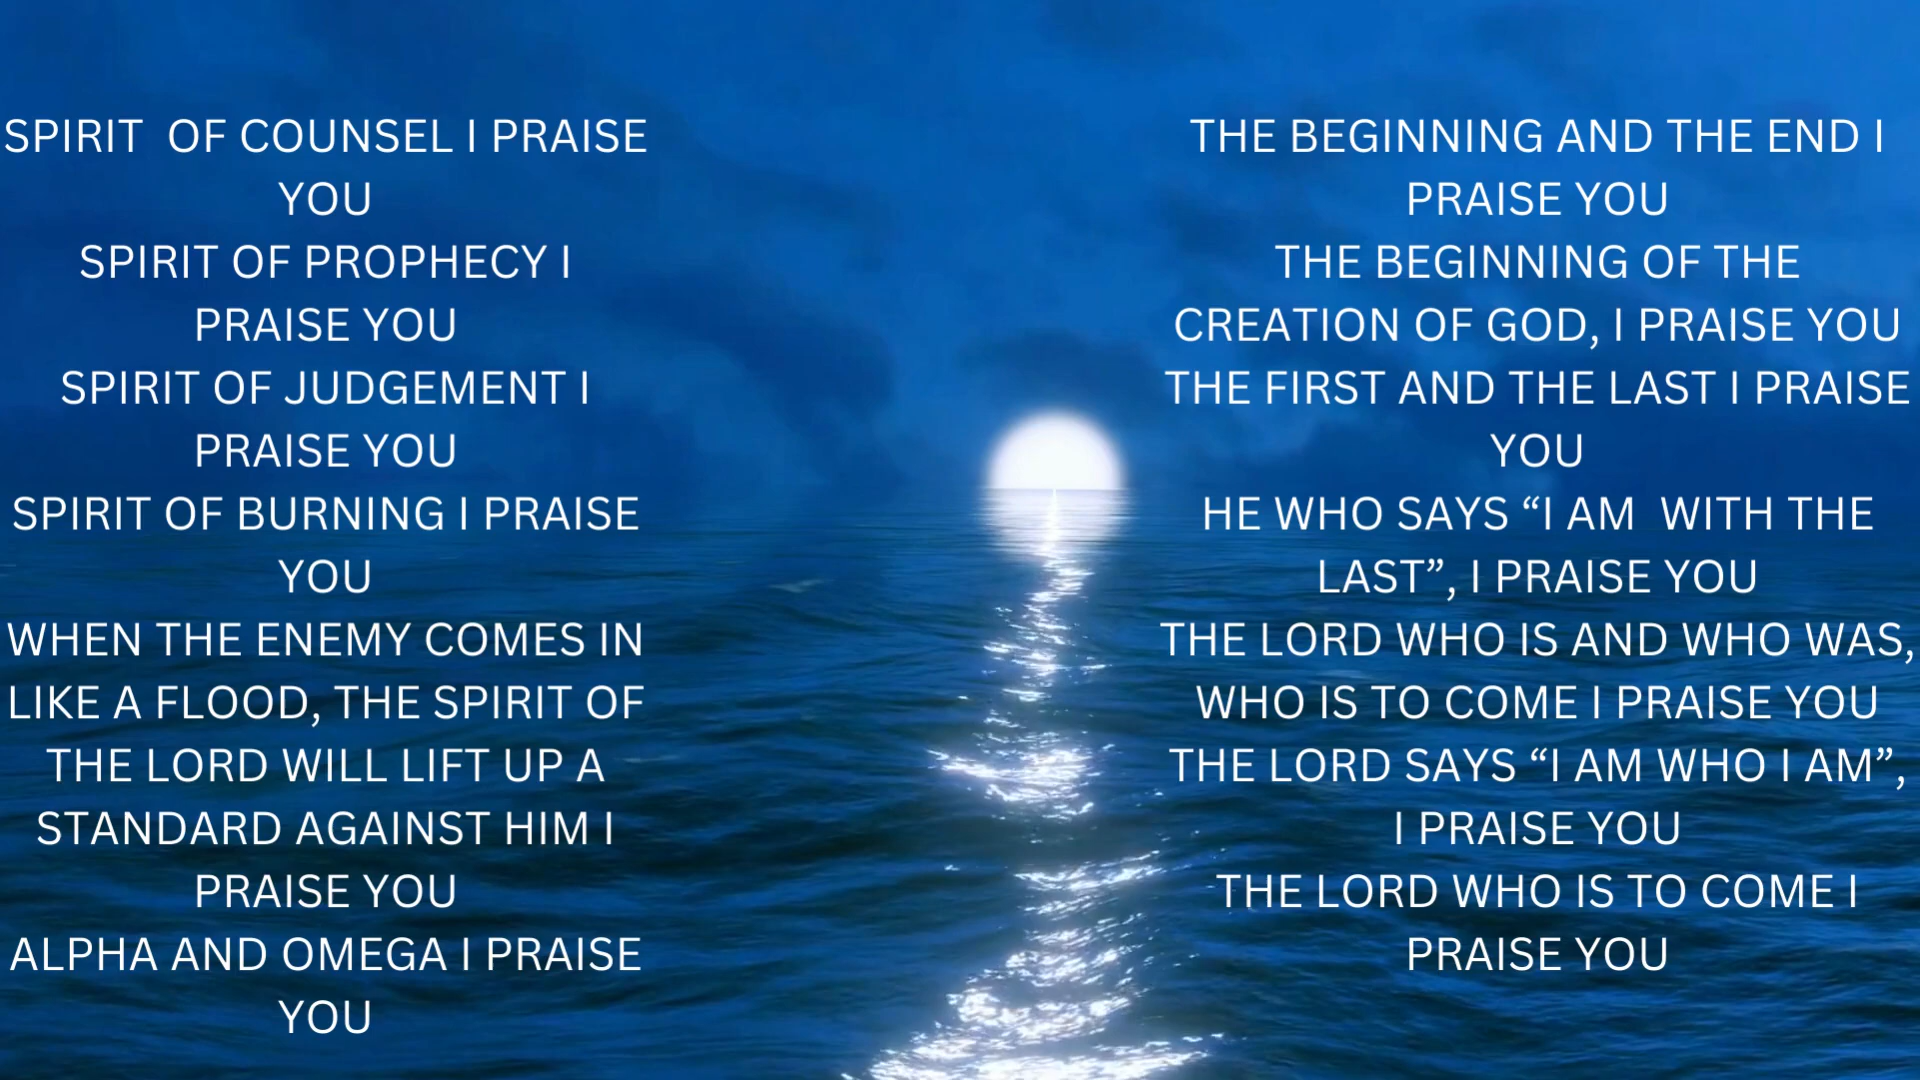 SPIRIT  OF COUNSEL I PRAISE
YOU
SPIRIT OF PROPHECY I
PRAISE YOU
SPIRIT OF JUDGEMENT I
PRAISE YOU
SPIRIT OF BURNING I PRAISE
YOU
WHEN THE ENEMY COMES IN
LIKE A FLOOD, THE SPIRIT OF
THE LORD WILL LIFT UP A
STANDARD AGAINST HIM I
PRAISE YOU
ALPHA AND OMEGA I PRAISE
YOU
THE BEGINNING AND THE END I
PRAISE YOU
THE BEGINNING OF THE
CREATION OF GOD, I PRAISE YOU
THE FIRST AND THE LAST I PRAISE
YOU
HE WHO SAYS “I AM  WITH THE
LAST”, I PRAISE YOU
THE LORD WHO IS AND WHO WAS,
WHO IS TO COME I PRAISE YOU
THE LORD SAYS “I AM WHO I AM”,
I PRAISE YOU
THE LORD WHO IS TO COME I
PRAISE YOU